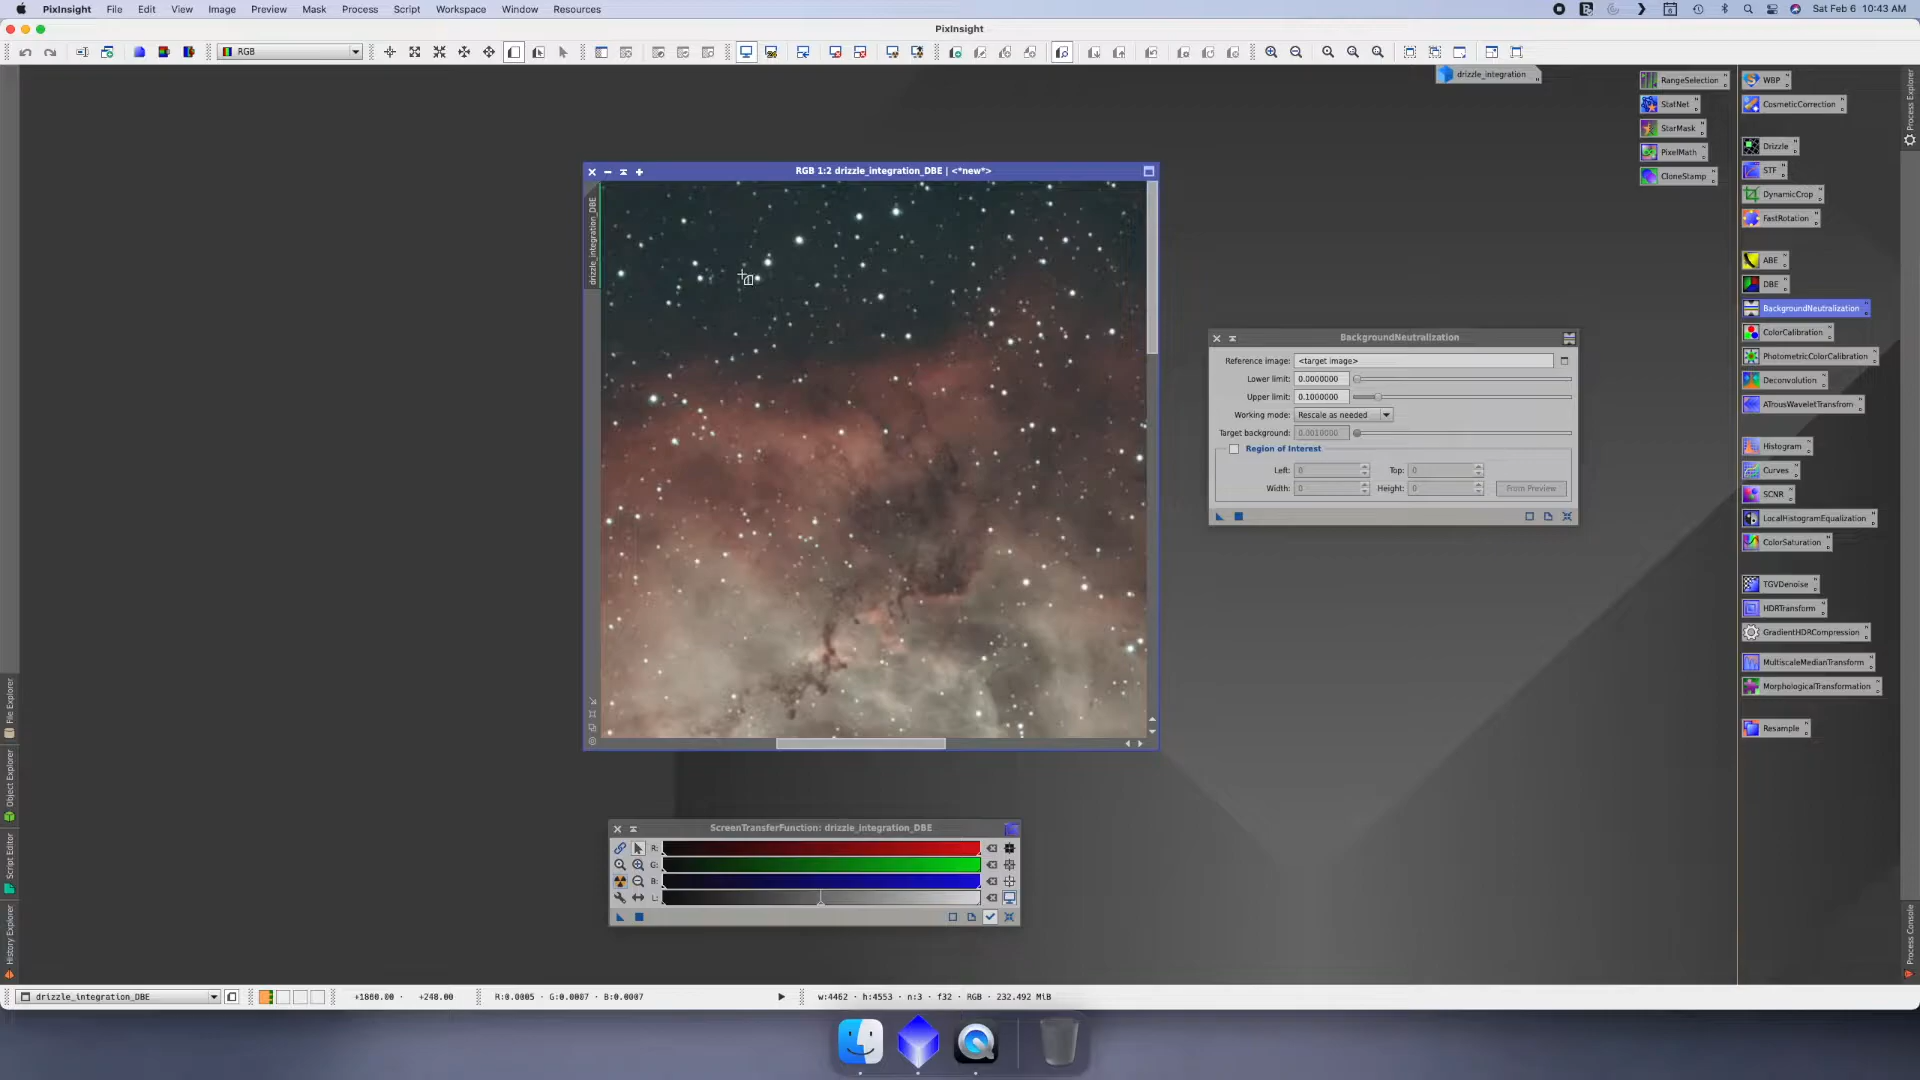 PixInsight File Edit View Image Preview Mask Process Script Workspace Window Resources
Sat Feb 6 10:43 AM
PixInsight
RGB
drizzle_integration
RangeSelection
StatNet
StarMask
PixelMath
CloneStamp
WBP
CosmeticCorrection
Drizzle
STF
DynamicCrop
FastRotation
ABE
DBE
BackgroundNeutralization
ColorCalibration
PhotometricColorCalibration
Deconvolution
ATrousWaveletTransfrom
Histogram
Curves
SCNR
LocalHistogramEqualization
ColorSaturation
TGVDenoise
HDRTransform
GradientHDRCompression
MultiscaleMedianTransform
MorphologicalTransformation
Resample
Process Explorer
Process Console
RGB 1:2 drizzle_integration_DBE | <*new*>
drizzle_integration_DBE
BackgroundNeutralization
Reference image: <target image>
Lower limit: 0.0000000
Upper limit: 0.1000000
Working mode: Rescale as needed
Target background: 0.0010000
Region of Interest
Left: 0 Top: 0
Width: 0 Height: 0 From Preview
File Explorer
Object Explorer
Script Editor
History Explorer
ScreenTransferFunction: drizzle_integration_DBE
R:
G:
B:
L:
drizzle_integration_DBE
+1860.00 · +248.00
R:0.0005 · G:0.0007 · B:0.0007
w:4462 · h:4553 · n:3 · f32 · RGB · 232.492 MiB